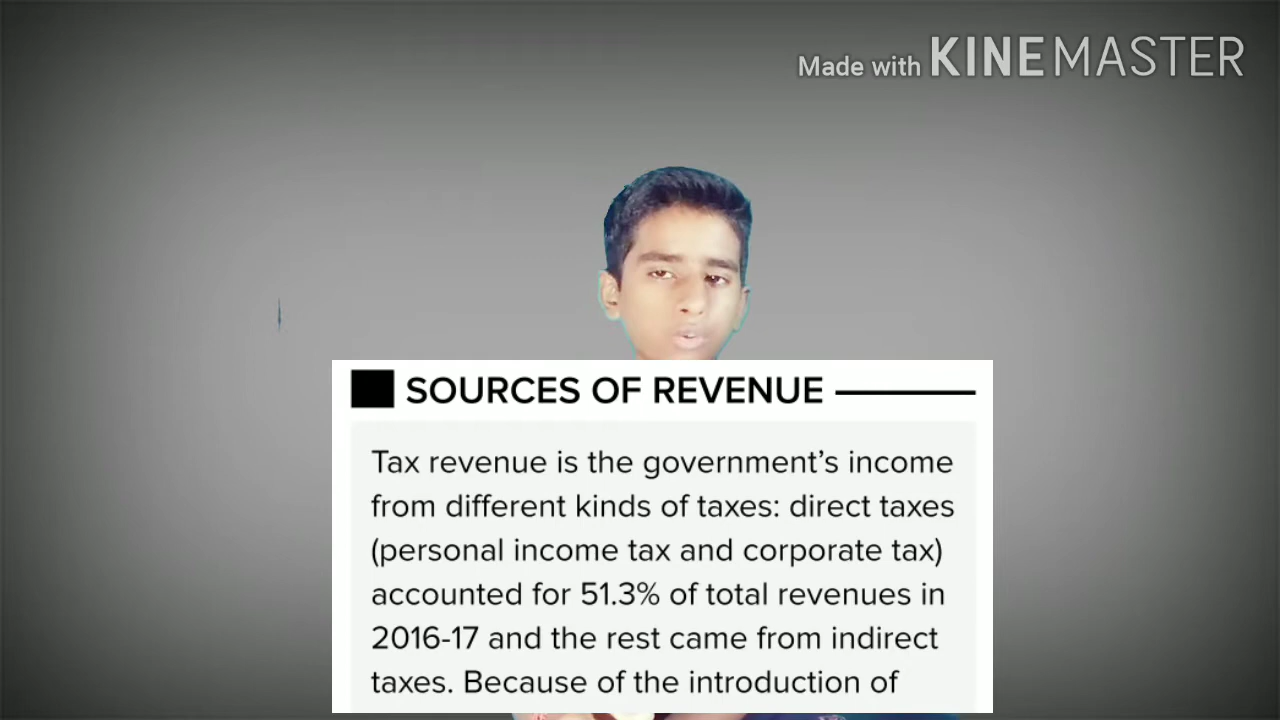 Made with KINEMASTER
SOURCES OF REVENUE
Tax revenue is the government’s income
from different kinds of taxes: direct taxes
(personal income tax and corporate tax)
accounted for 51.3% of total revenues in
2016-17 and the rest came from indirect
taxes. Because of the introduction of